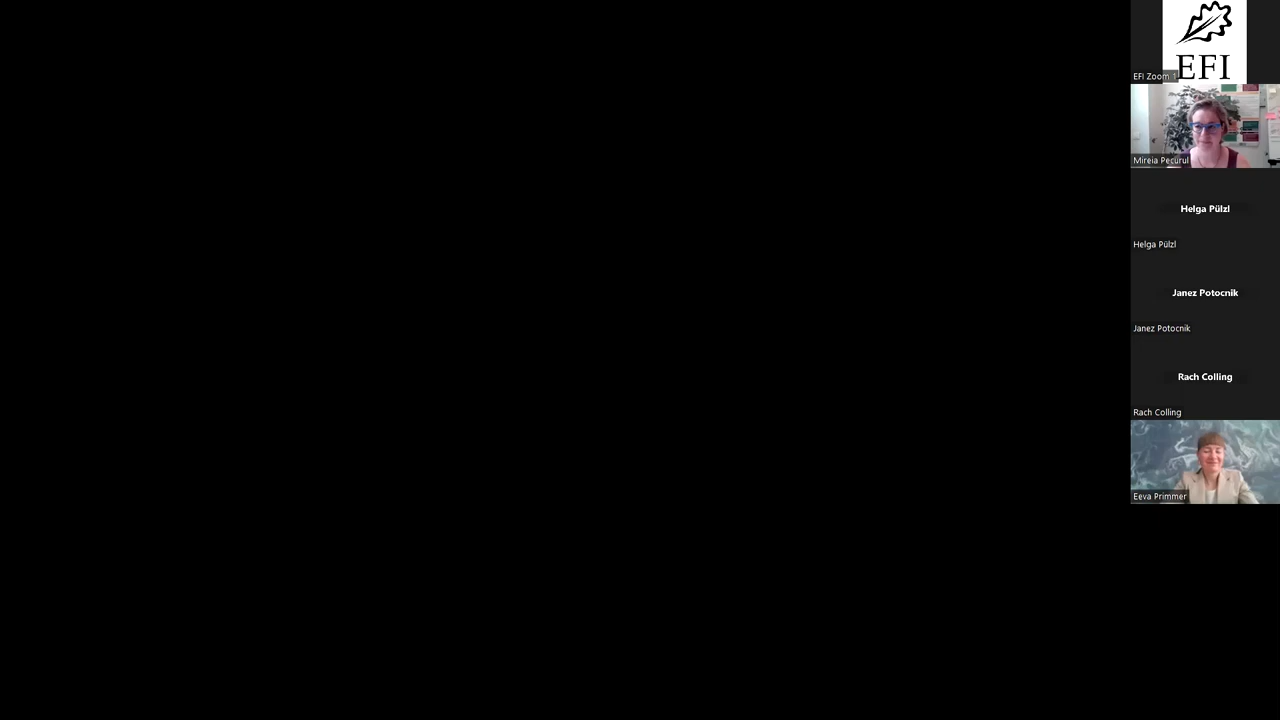 EFI
EFI Zoom 1
Mireia Pecurul
Helga Pülzl
Helga Pülzl
Janez Potocnik
Janez Potocnik
Rach Colling
Rach Colling
Eeva Primmer